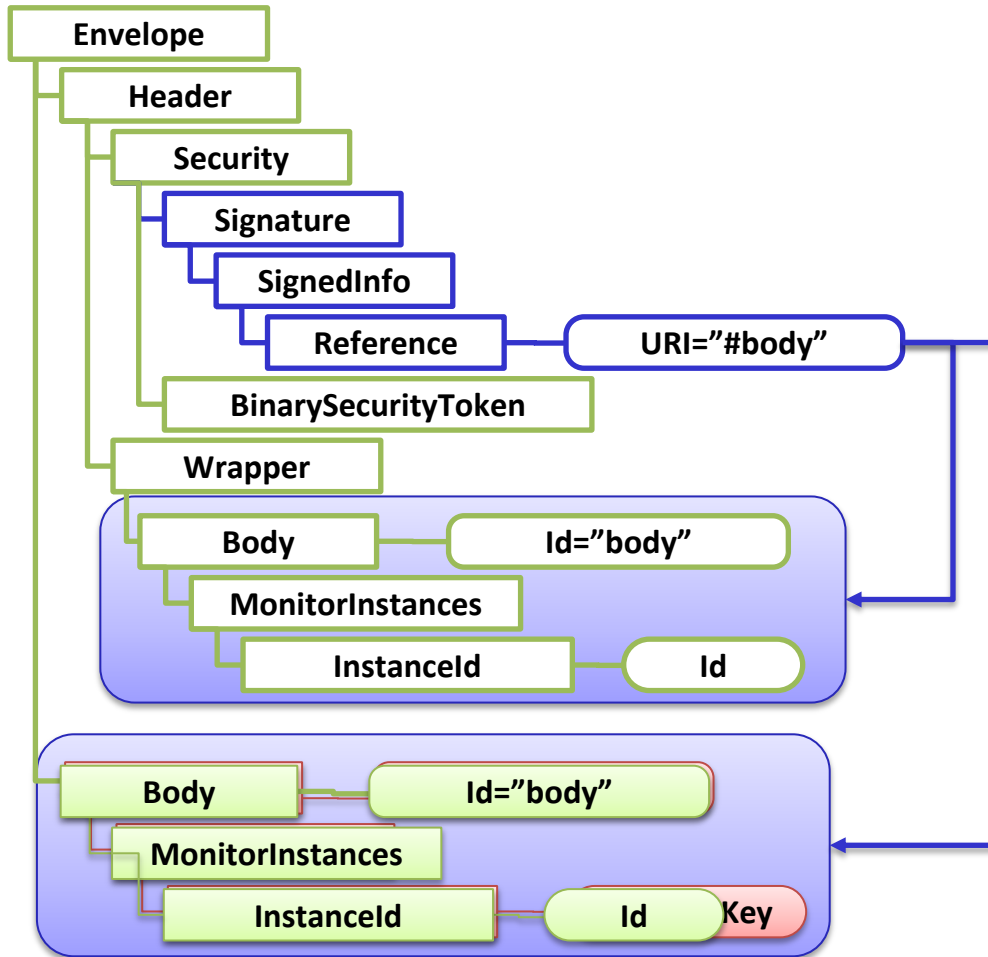 Envelope
Header
Security
Signature
SignedInfo
Reference
URI=”#body”
BinarySecurityToken
Wrapper
Body
Id=”body”
MonitorInstances
InstanceId
Id
Body
Id=”body”
MonitorInstances
InstanceId
Id
Key